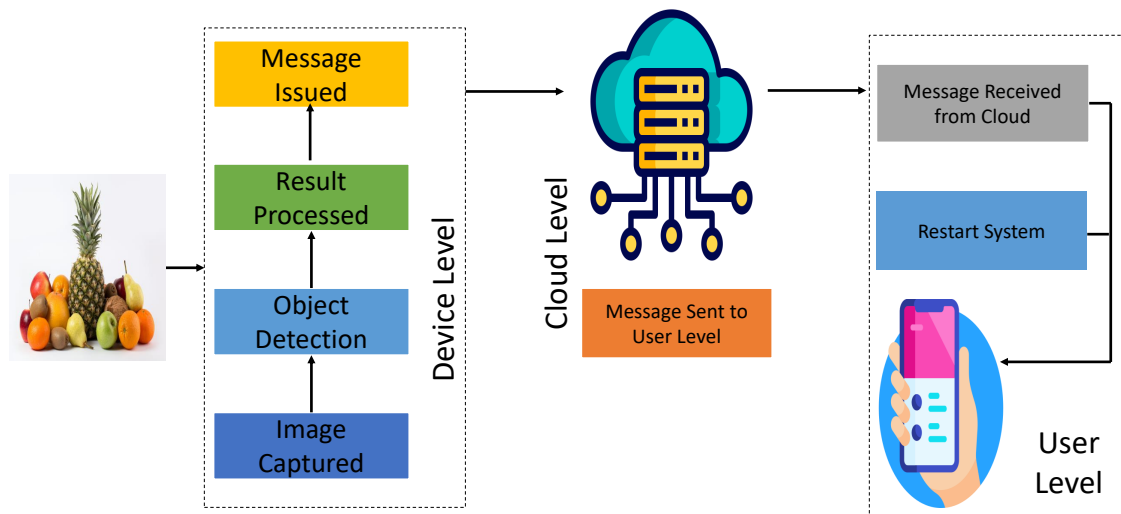 Message
Issued
Result
Processed
Object
Detection
Image
Captured
Device Level
Cloud Level
Message Sent to
User Level
Message Received
from Cloud
Restart System
User
Level